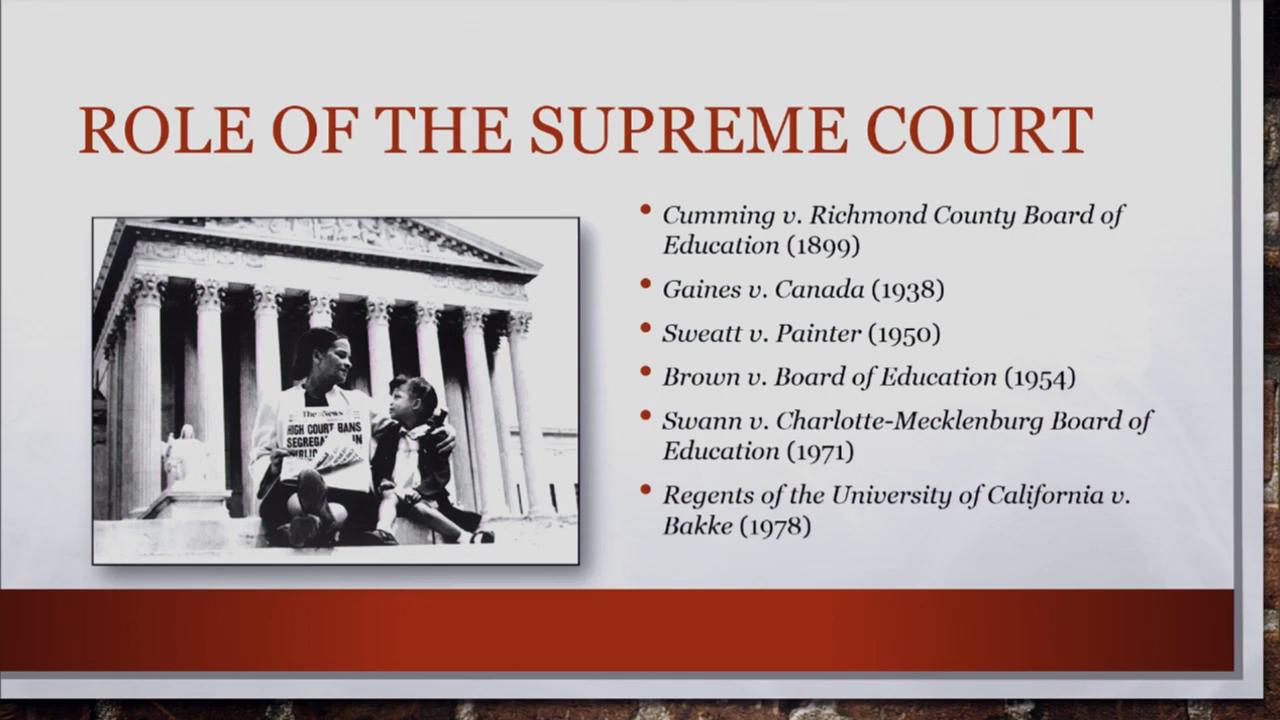 ROLE OF THE SUPREME COURT
The News
HIGH COURT BANS
• Cumming v. Richmond County Board of
Education (1899)
• Gaines v. Canada (1938)
• Sweatt v. Painter (1950)
• Brown v. Board of Education (1954)
• Swann v. Charlotte-Mecklenburg Board of
Education (1971)
• Regents of the University of California v.
Bakke (1978)